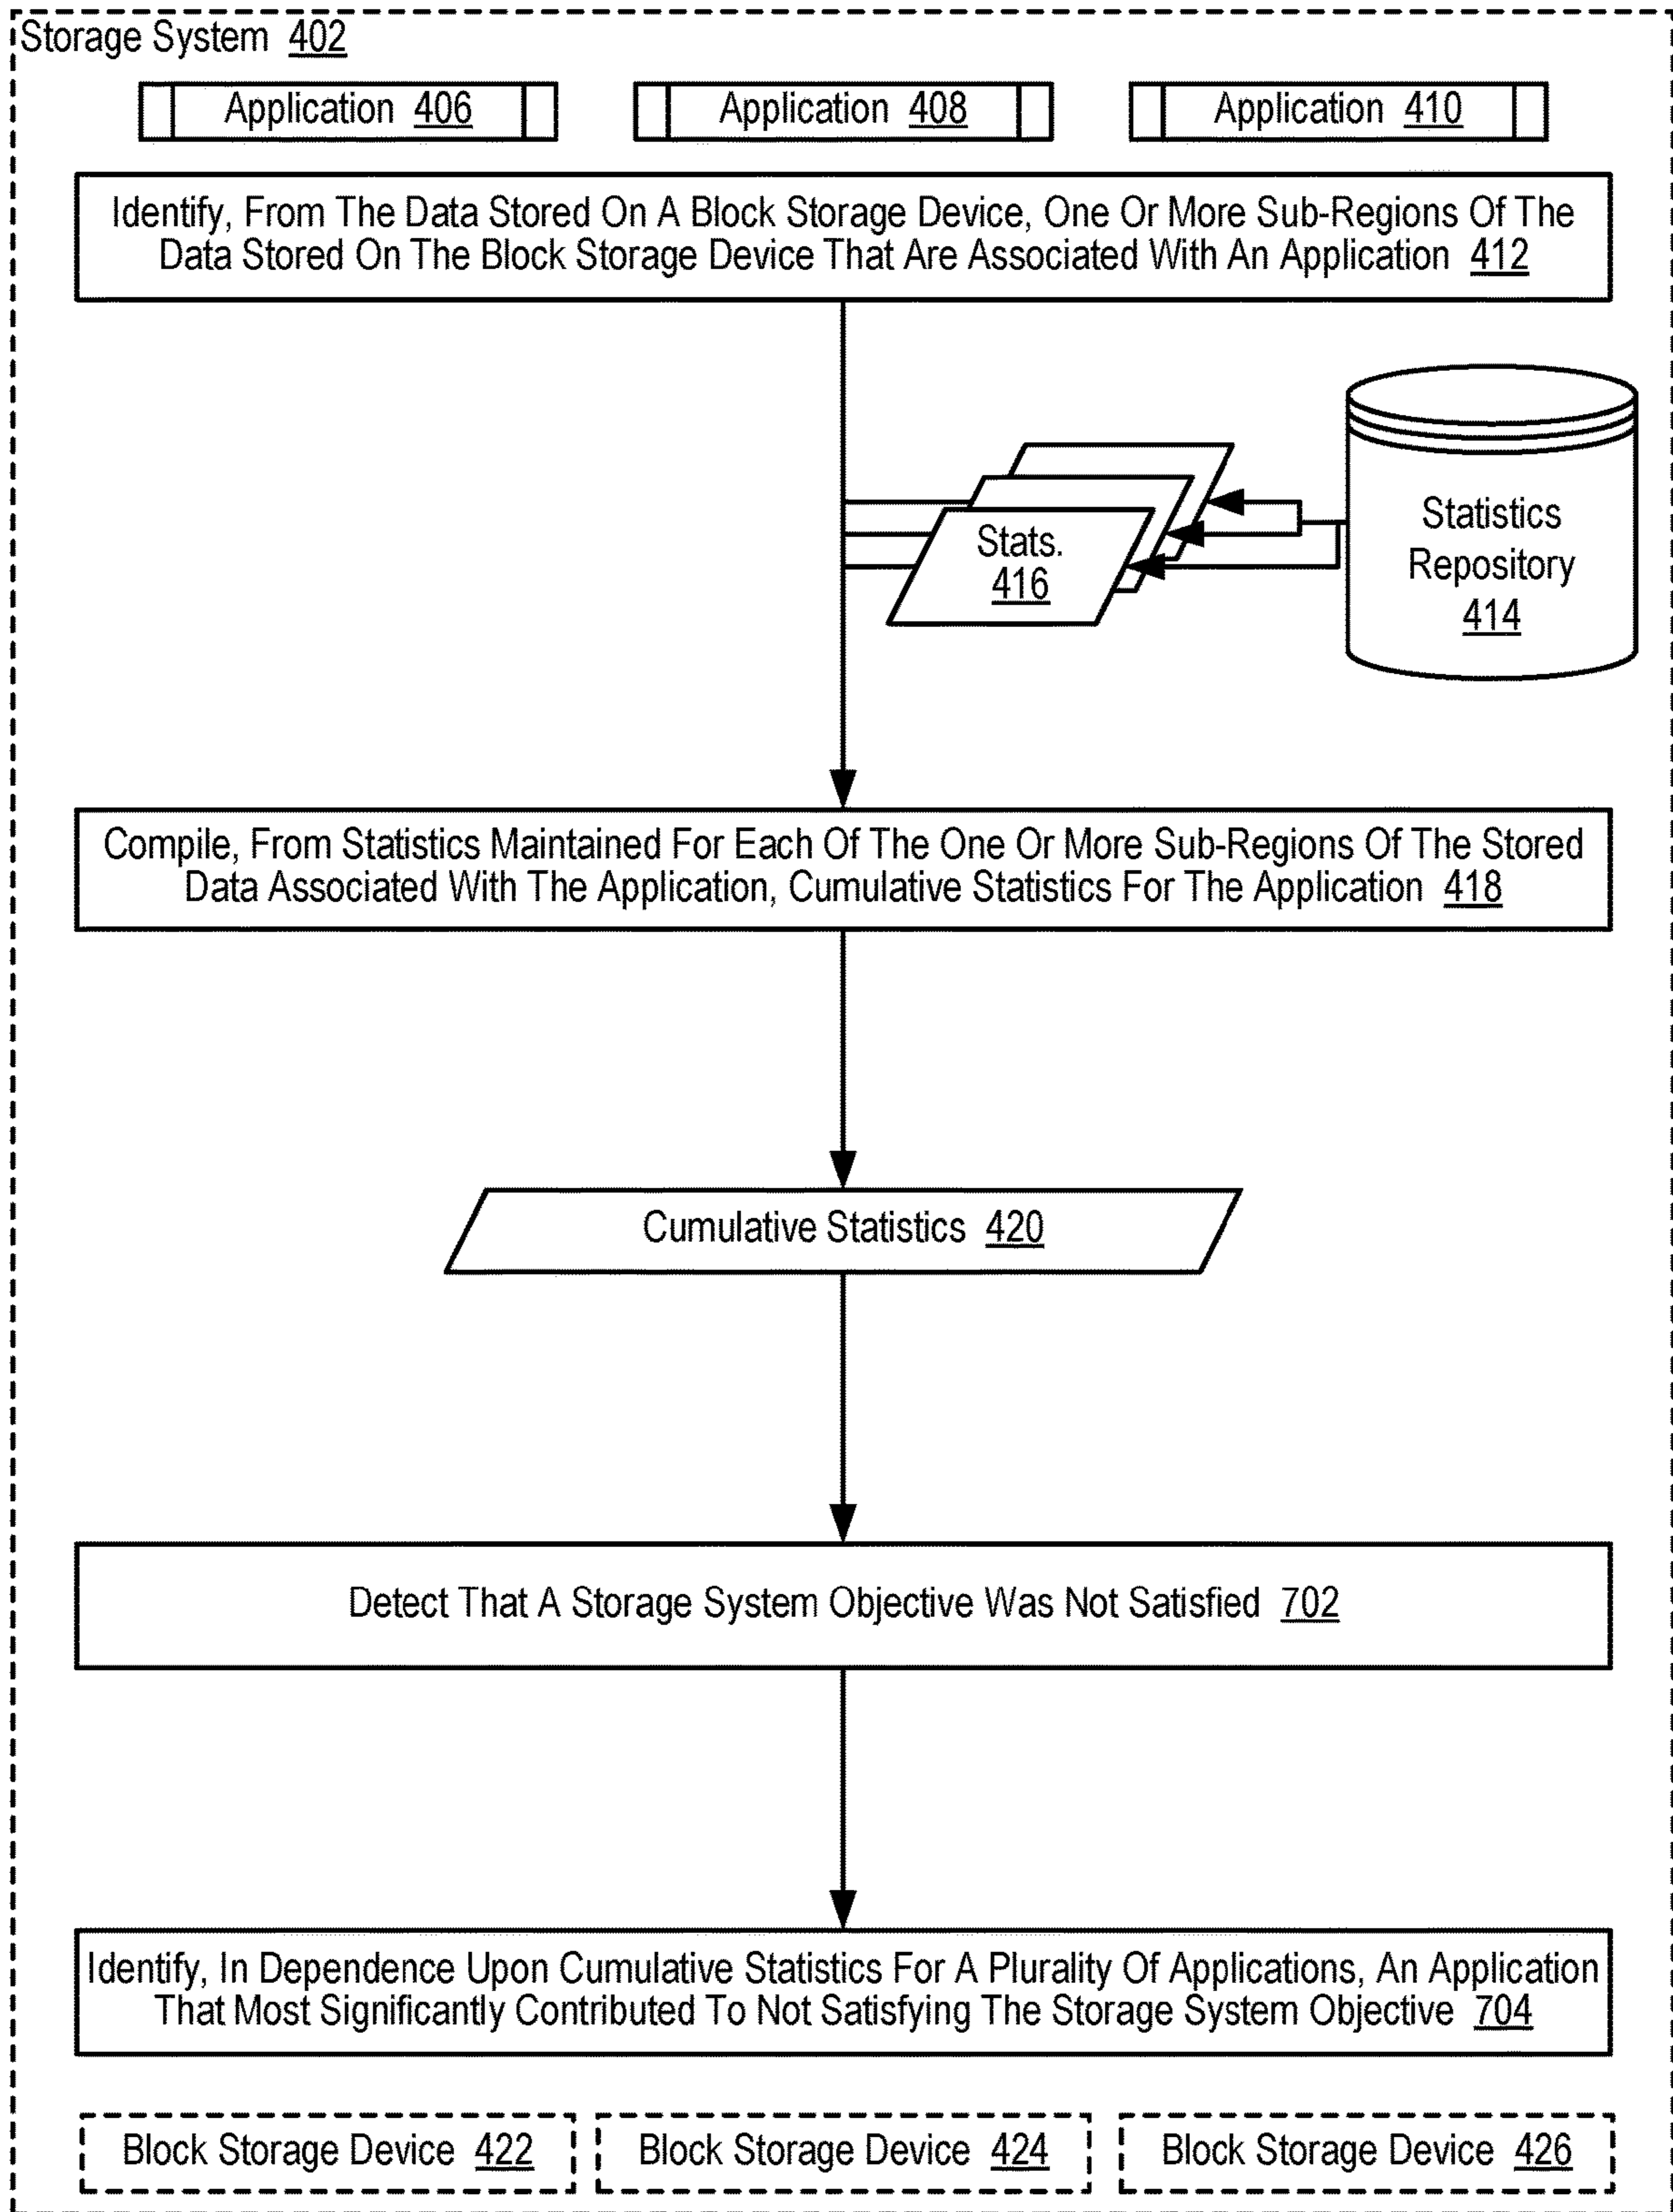 Storage System 402
Application 406
Application 408
Application 410
Identify, From The Data Stored On A Block Storage Device, One Or More Sub-Regions Of The
Data Stored On The Block Storage Device That Are Associated With An Application 412
Statistics
Repository
414
Stats.
416
Compile, From Statistics Maintained For Each Of The One Or More Sub-Regions Of The Stored
Data Associated With The Application, Cumulative Statistics For The Application 418
Cumulative Statistics 420
Detect That A Storage System Objective Was Not Satisfied 702
Identify, In Dependence Upon Cumulative Statistics For A Plurality Of Applications, An Application
That Most Significantly Contributed To Not Satisfying The Storage System Objective 704
Block Storage Device 422
Block Storage Device 424
Block Storage Device 426